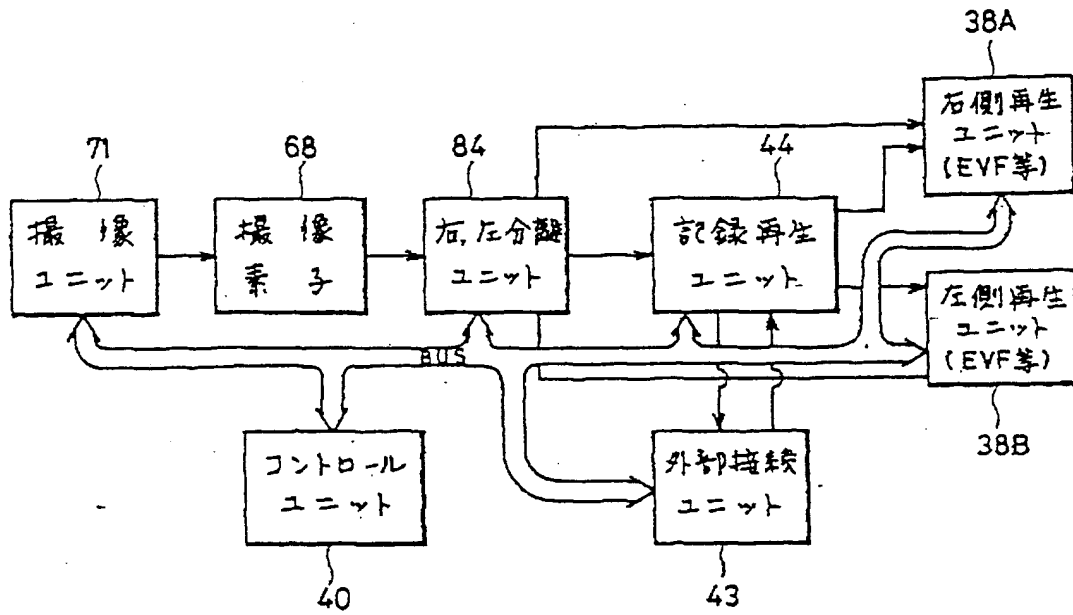 38A
右側再生
ユニット
(EVF等)
71
撮像
ユニット
68
撮像
素子
84
右,左分離
ユニット
44
記録再生
ユニット
左側再生
ユニット
(EVF等)
38B
BUS
コントロール
ユニット
40
外部接続
ユニット
43